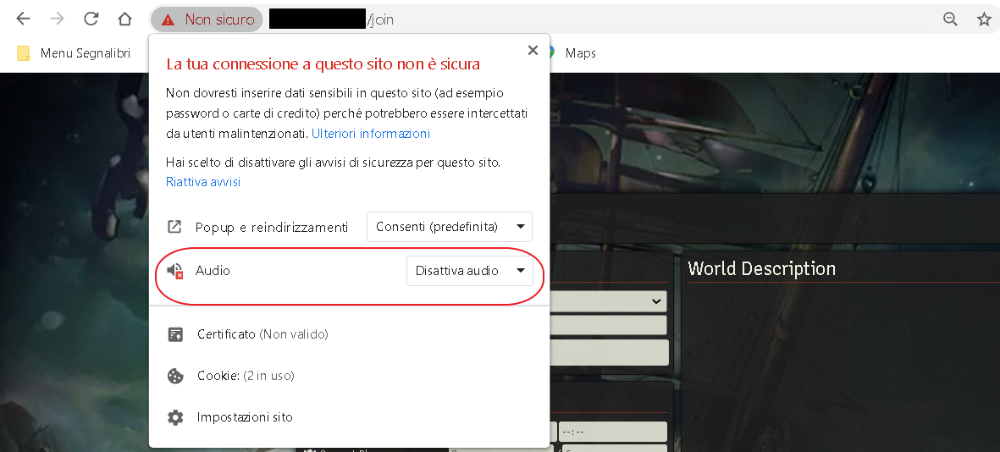 Non sicuro /join
Menu Segnalibri Maps
La tua connessione a questo sito non è sicura
Non dovresti inserire dati sensibili in questo sito (ad esempio
password o carte di credito) perché potrebbero essere intercettati
da utenti malintenzionati. Ulteriori informazioni
Hai scelto di disattivare gli avvisi di sicurezza per questo sito.
Riattiva avvisi
Popup e reindirizzamenti Consenti (predefinita)
Audio Disattiva audio
Certificato (Non valido)
Cookie: (2 in uso)
Impostazioni sito
World Description
--:--